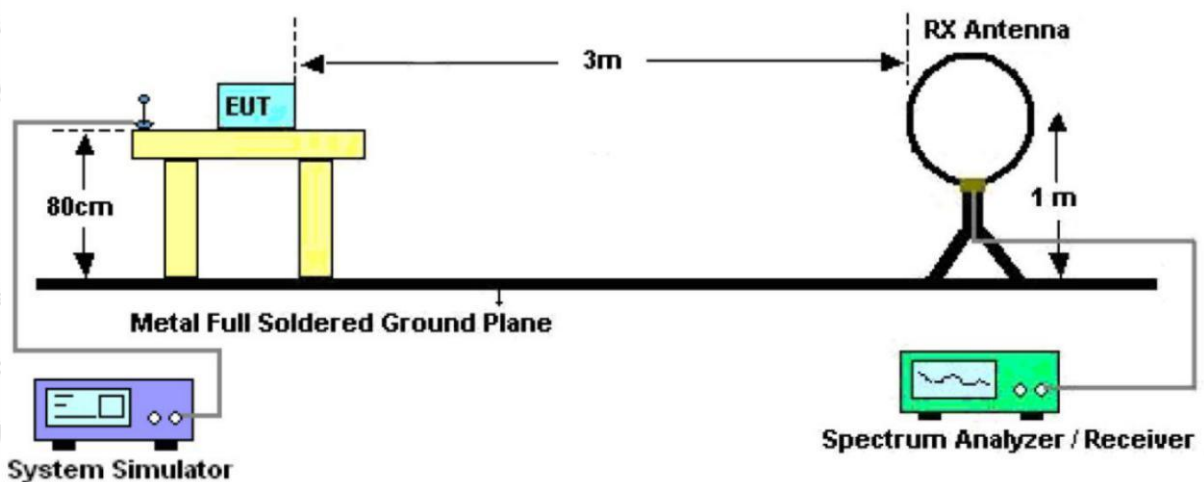 RX Antenna
3m
EUT
80cm
1 m
Metal Full Soldered Ground Plane
Spectrum Analyzer / Receiver
System Simulator